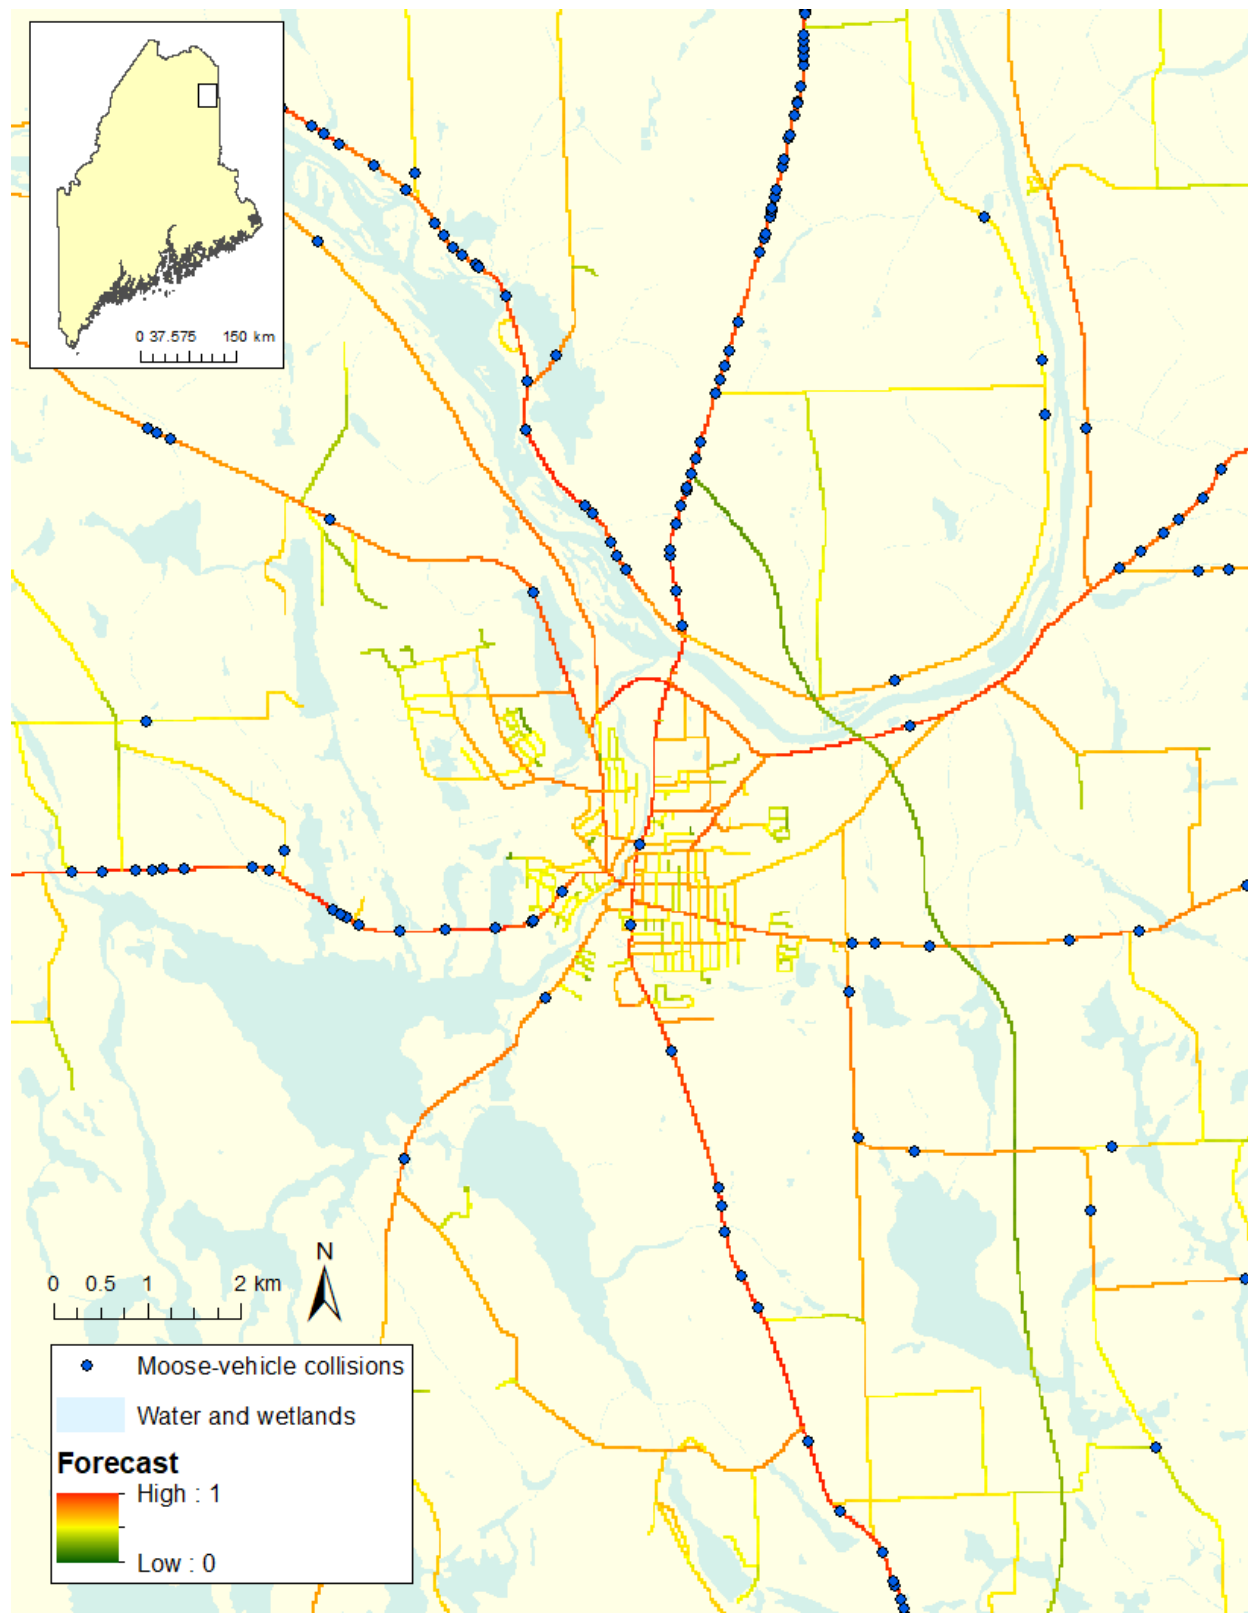 0 37.575 150 km
N
0 0.5 1 2 km
Moose-vehicle collisions
Water and wetlands
Forecast
High : 1
Low : 0